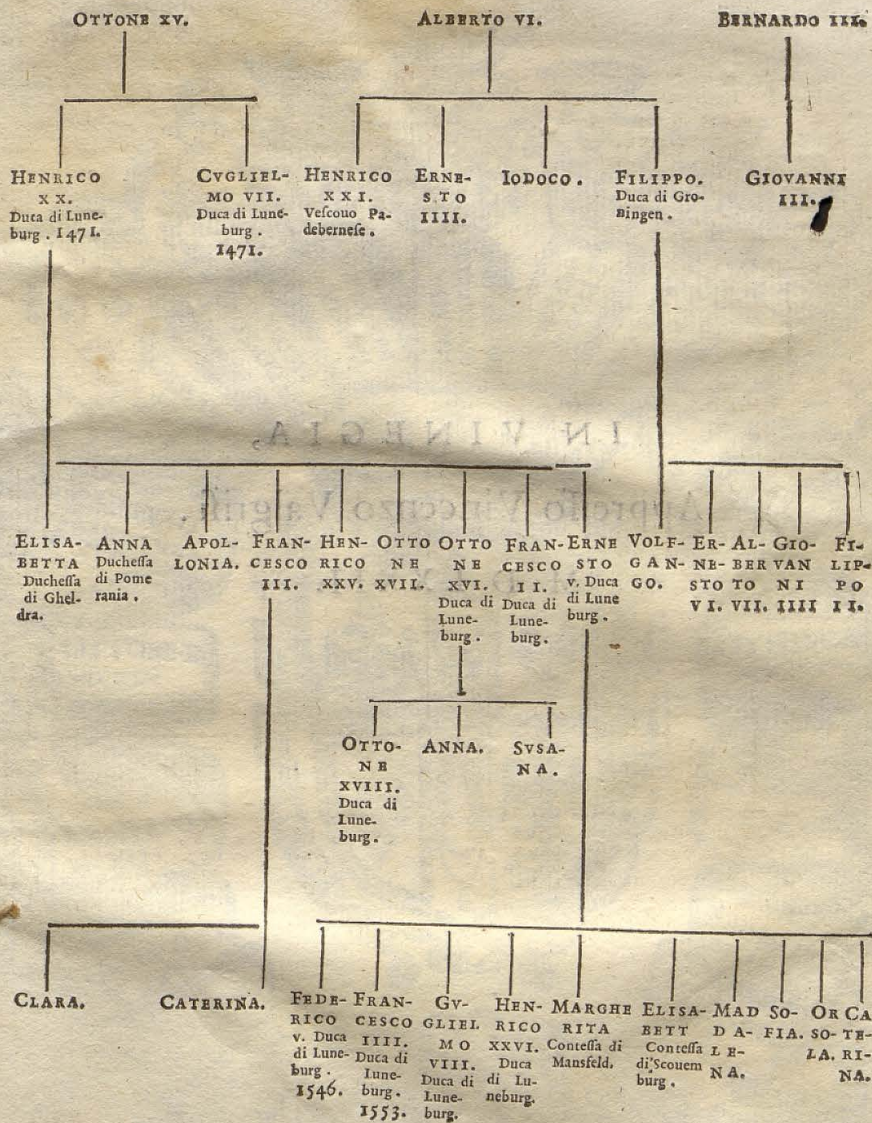 OTTONE XV.
ALBERTO VI.
BERNARDO III.
HENRICO
XX.
Duca di Lune-
burg. 1471.
CVGLIEL-
MO VII.
Duca di Lune-
burg.
1471.
HENRICO
XXI.
Veſcouo Pa-
debernеſe.
ERNE-
STO
IIII.
IODOCO.
FILIPPO.
Duca di Gro-
ningen.
GIOVANNI
III.
IN VINEGIA,
Appreſſo Vincenzo Valgriſi.
ELISA-
BETTA
Ducheſſa
di Ghel-
dra.
ANNA
Ducheſſa
di Pome
rania.
APOL-
LONIA.
FRAN-
CESCO
III.
HEN-
RICO
XXV.
OTTO
NE
XVII.
OTTO
NE
XVI.
Duca di
Lune-
burg.
FRAN-
CESCO
II.
Duca di
Lune-
burg.
ERNE
STO
v. Duca
di Lune
burg.
VOLF-
GAN-
GO.
ER-
NE-
STO
VI.
AL-
BER
TO
VII.
GIO-
VAN
NI
IIII
FI-
LIP-
PO
II.
OTTO-
NE
XVIII.
Duca di
Lune-
burg.
ANNA.
SVSA-
NA.
CLARA.
CATERINA.
FEDE-
RICO
v. Duca
di Lune-
burg.
1546.
FRAN-
CESCO
IIII.
Duca di
Lune-
burg.
1553.
GV-
GLIEL
MO
VIII.
Duca di
Lune-
burg.
HEN-
RICO
XXVI.
Duca
di Lu-
neburg.
MARGHE
RITA
Conteſſa di
Mansfeld.
ELISA-
BETT
Conteſſa
di Scouem
burg.
MAD
DA-
LE-
NA.
SO-
FIA.
OR
SO-
LA.
CA
TE-
RI-
NA.